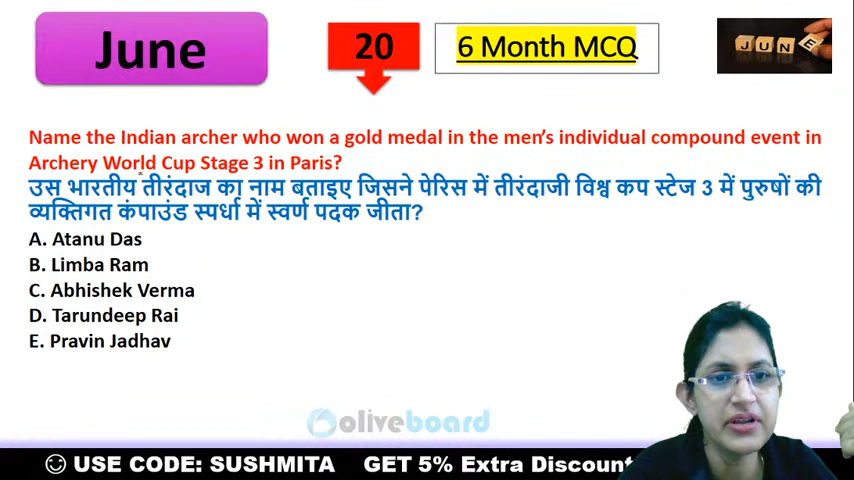 June
20
6 Month MCQ
JUNE
Name the Indian archer who won a gold medal in the men's individual compound event in
Archery World Cup Stage 3 in Paris?
उस भारतीय तीरंदाज का नाम बताइए जिसने पेरिस में तीरंदाजी विश्व कप स्टेज 3 में पुरुषों की
व्यक्तिगत कंपाउंड स्पर्धा में स्वर्ण पदक जीता?
A. Atanu Das
B. Limba Ram
C. Abhishek Verma
D. Tarundeep Rai
E. Pravin Jadhav
oliveboard
USE CODE: SUSHMITA GET 5% Extra Discount